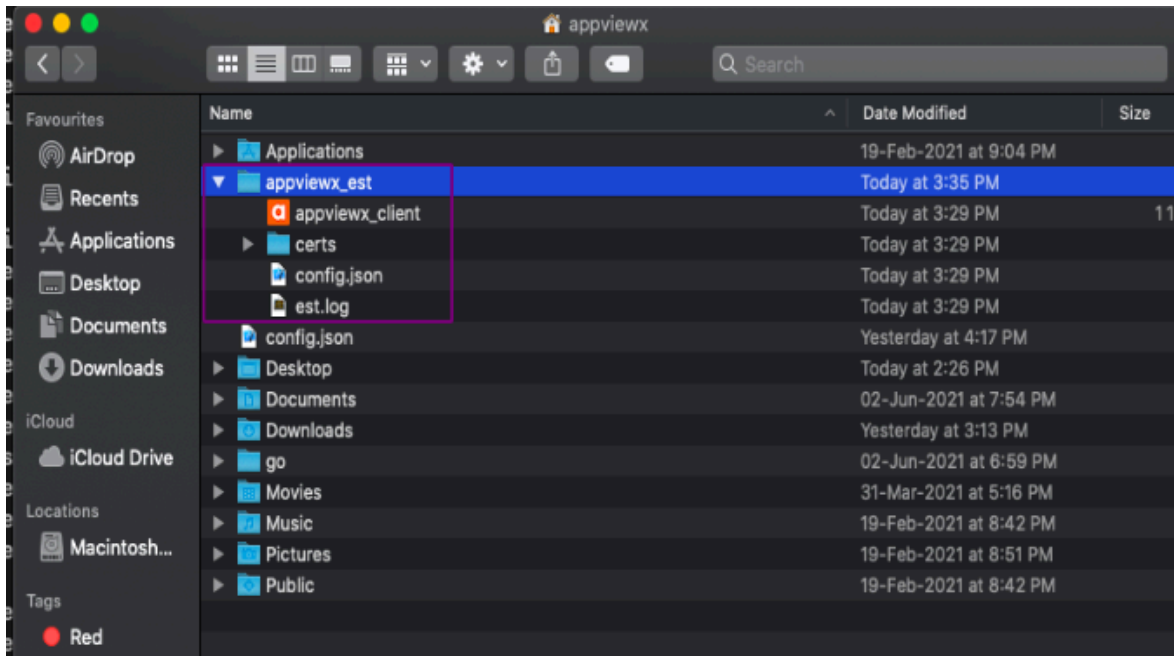 appviewx
Search
Favourites
AirDrop
Recents
Applications
Desktop
Documents
Downloads
iCloud
iCloud Drive
Locations
Macintosh...
Tags
Red
Name Date Modified Size
Applications 19-Feb-2021 at 9:04 PM
appviewx_est Today at 3:35 PM
appviewx_client Today at 3:29 PM 11
certs Today at 3:29 PM
config.json Today at 3:29 PM
est.log Today at 3:29 PM
config.json Yesterday at 4:17 PM
Desktop Today at 2:26 PM
Documents 02-Jun-2021 at 7:54 PM
Downloads Yesterday at 3:13 PM
go 02-Jun-2021 at 6:59 PM
Movies 31-Mar-2021 at 5:16 PM
Music 19-Feb-2021 at 8:42 PM
Pictures 19-Feb-2021 at 8:51 PM
Public 19-Feb-2021 at 8:42 PM